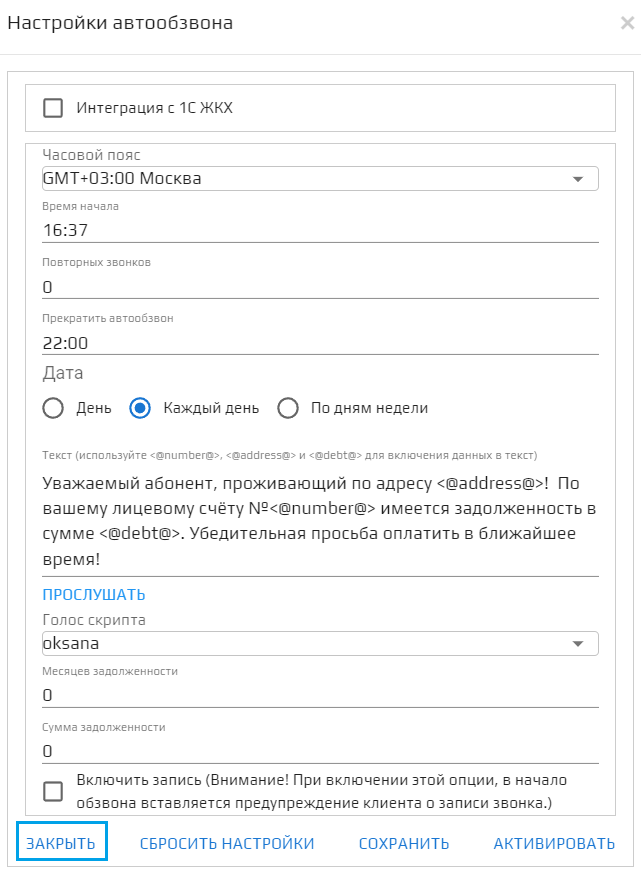 Настройки автообзвона
Интеграция с 1С ЖКХ
Часовой пояс
GMT+03:00 Москва
Время начала
16:37
Повторных звонков
0
Прекратить автообзвон
22:00
Дата
День Каждый день По дням недели
Текст (используйте <@number@>, <@address@> и <@debt@> для включения данных в текст)
Уважаемый абонент, проживающий по адресу <@address@>! По
вашему лицевому счёту №<@number@> имеется задолженность в
сумме <@debt@>. Убедительная просьба оплатить в ближайшее
время!
ПРОСЛУШАТЬ
Голос скрипта
oksana
Месяцев задолженности
0
Сумма задолженности
0
Включить запись (Внимание! При включении этой опции, в начало
обзвона вставляется предупреждение клиента о записи звонка.)
ЗАКРЫТЬ СБРОСИТЬ НАСТРОЙКИ СОХРАНИТЬ АКТИВИРОВАТЬ